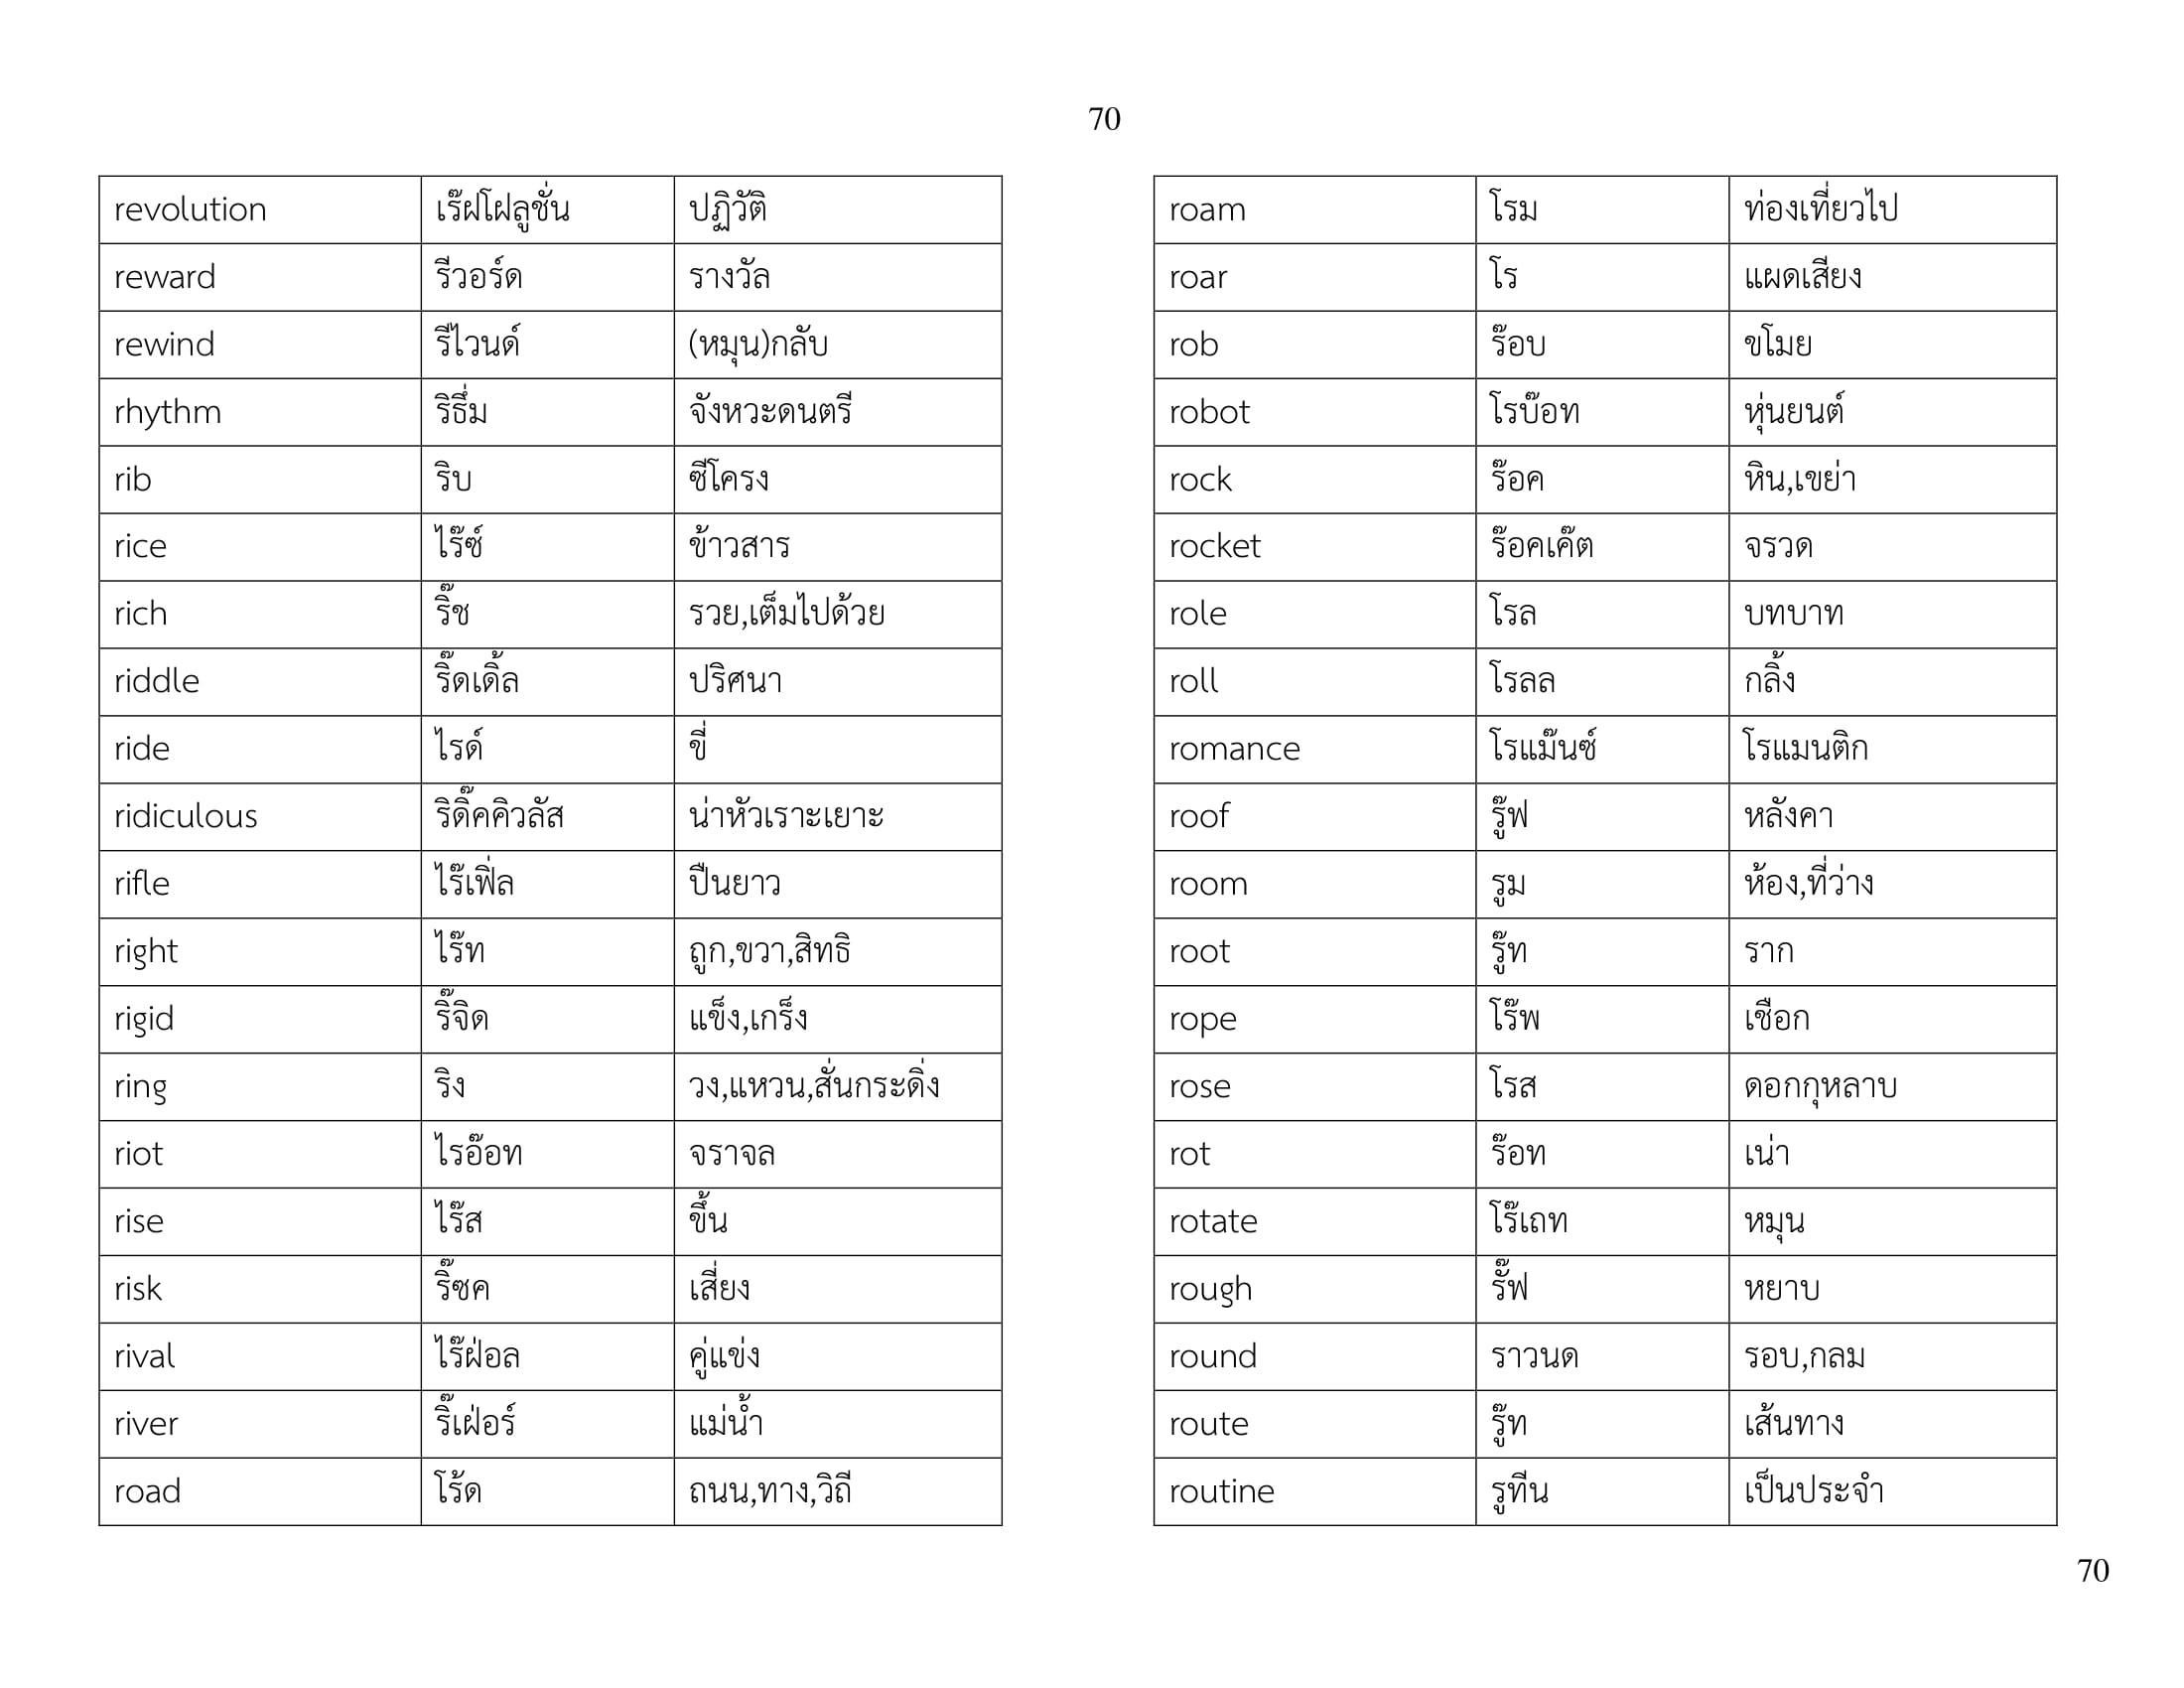 70
revolution เร๊ฝโฝลูชั่น ปฏิวัติ
reward รีวอร์ด รางวัล
rewind รีไวนด์ (หมุน)กลับ
rhythm ริธึ่ม จังหวะดนตรี
rib ริบ ซี่โครง
rice ไร๊ซ์ ข้าวสาร
rich ริ๊ช รวย,เต็มไปด้วย
riddle ริ๊ดเดิ้ล ปริศนา
ride ไรด์ ขี่
ridiculous ริดิ๊คคิวลัส น่าหัวเราะเยาะ
rifle ไร๊เฟิ่ล ปืนยาว
right ไร๊ท ถูก,ขวา,สิทธิ
rigid ริ๊จิด แข็ง,เกร็ง
ring ริง วง,แหวน,สั่นกระดิ่ง
riot ไรอ๊อท จราจล
rise ไร๊ส ขึ้น
risk ริ๊ซค เสี่ยง
rival ไร๊ฝ่อล คู่แข่ง
river ริ๊เฝ่อร์ แม่น้ำ
road โร้ด ถนน,ทาง,วิถี
roam โรม ท่องเที่ยวไป
roar โร แผดเสียง
rob ร๊อบ ขโมย
robot โรบ๊อท หุ่นยนต์
rock ร๊อค หิน,เขย่า
rocket ร๊อคเค๊ต จรวด
role โรล บทบาท
roll โรลล กลิ้ง
romance โรแม๊นซ์ โรแมนติก
roof รู๊ฟ หลังคา
room รูม ห้อง,ที่ว่าง
root รู๊ท ราก
rope โร๊พ เชือก
rose โรส ดอกกุหลาบ
rot ร๊อท เน่า
rotate โร๊เถท หมุน
rough รั๊ฟ หยาบ
round ราวนด รอบ,กลม
route รู๊ท เส้นทาง
routine รูทีน เป็นประจำ
70